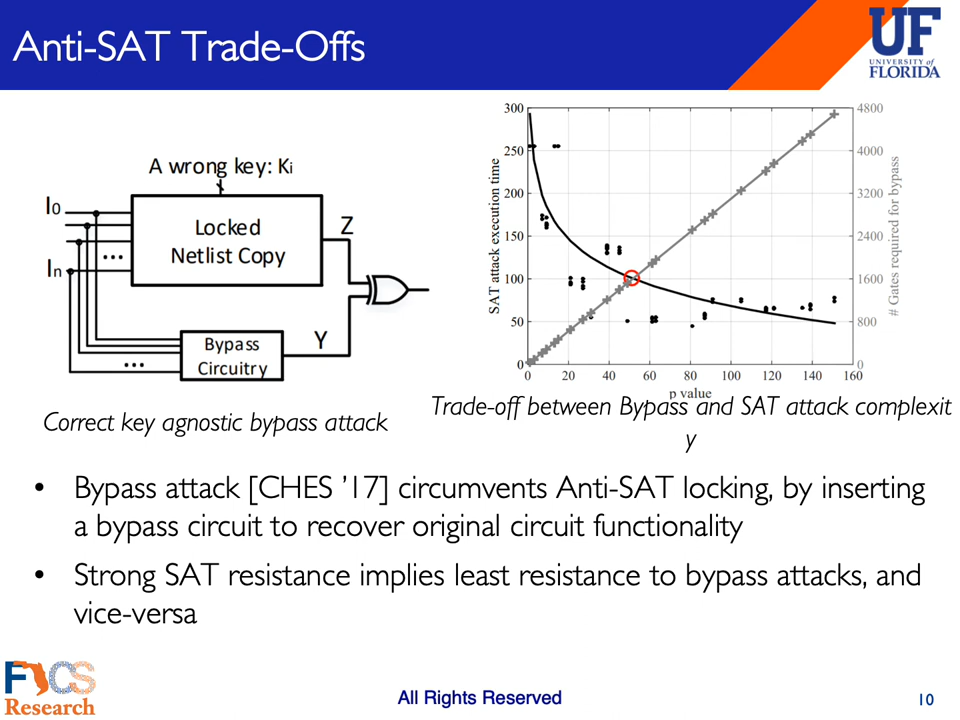 Anti-SAT Trade-Offs
UF
UNIVERSITY of
FLORIDA
A wrong key: Ki
I0
In
...
Locked
Netlist Copy
Z
Bypass
Circuitry
...
Y
Correct key agnostic bypass attack
SAT attack execution time
300
250
200
150
100
50
0
0 20 40 60 80 100 120 140 160
p value
4800
4000
3200
2400
1600
800
0
# Gates required for bypass
Trade-off between Bypass and SAT attack complexit
y
• Bypass attack [CHES ’17] circumvents Anti-SAT locking, by inserting
a bypass circuit to recover original circuit functionality
• Strong SAT resistance implies least resistance to bypass attacks, and
vice-versa
FICS
Research
All Rights Reserved
10